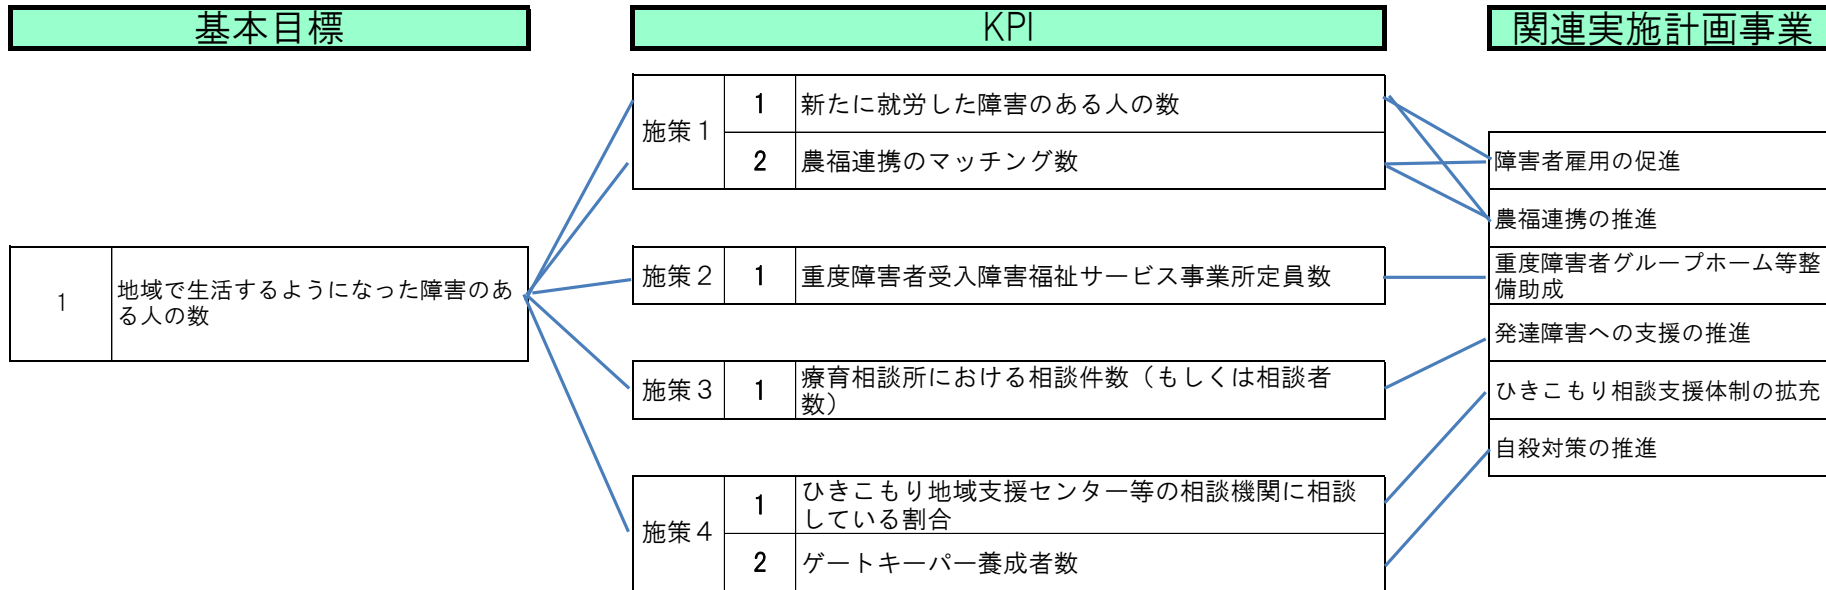 基本目標
KPI
関連実施計画事業
1
地域で生活するようになった障害のあ
る人の数
施策１
1
新たに就労した障害のある人の数
2
農福連携のマッチング数
施策２
1
重度障害者受入障害福祉サービス事業所定員数
施策３
1
療育相談所における相談件数（もしくは相談者
数）
施策４
1
ひきこもり地域支援センター等の相談機関に相談
している割合
2
ゲートキーパー養成者数
障害者雇用の促進
農福連携の推進
重度障害者グループホーム等整
備助成
発達障害への支援の推進
ひきこもり相談支援体制の拡充
自殺対策の推進